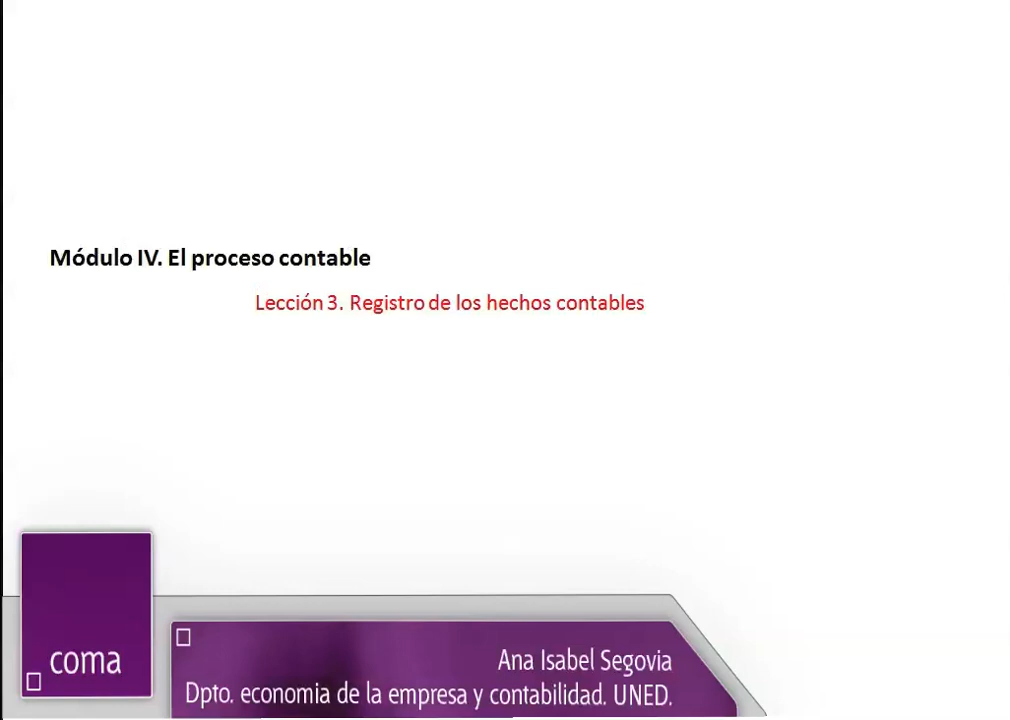 Módulo IV. El proceso contable
Lección 3. Registro de los hechos contables
coma
Ana Isabel Segovia
Dpto. economia de la empresa y contabilidad. UNED.